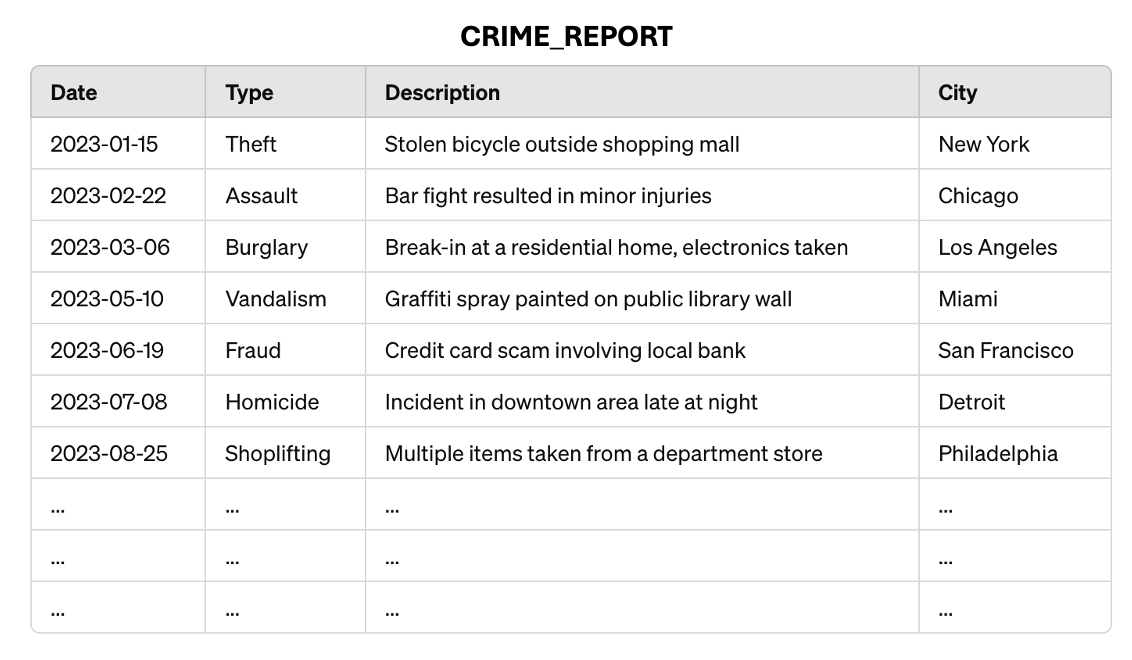 CRIME_REPORT
Date Type Description City
2023-01-15 Theft Stolen bicycle outside shopping mall New York
2023-02-22 Assault Bar fight resulted in minor injuries Chicago
2023-03-06 Burglary Break-in at a residential home, electronics taken Los Angeles
2023-05-10 Vandalism Graffiti spray painted on public library wall Miami
2023-06-19 Fraud Credit card scam involving local bank San Francisco
2023-07-08 Homicide Incident in downtown area late at night Detroit
2023-08-25 Shoplifting Multiple items taken from a department store Philadelphia
... ... ... ...
... ... ... ...
... ... ... ...